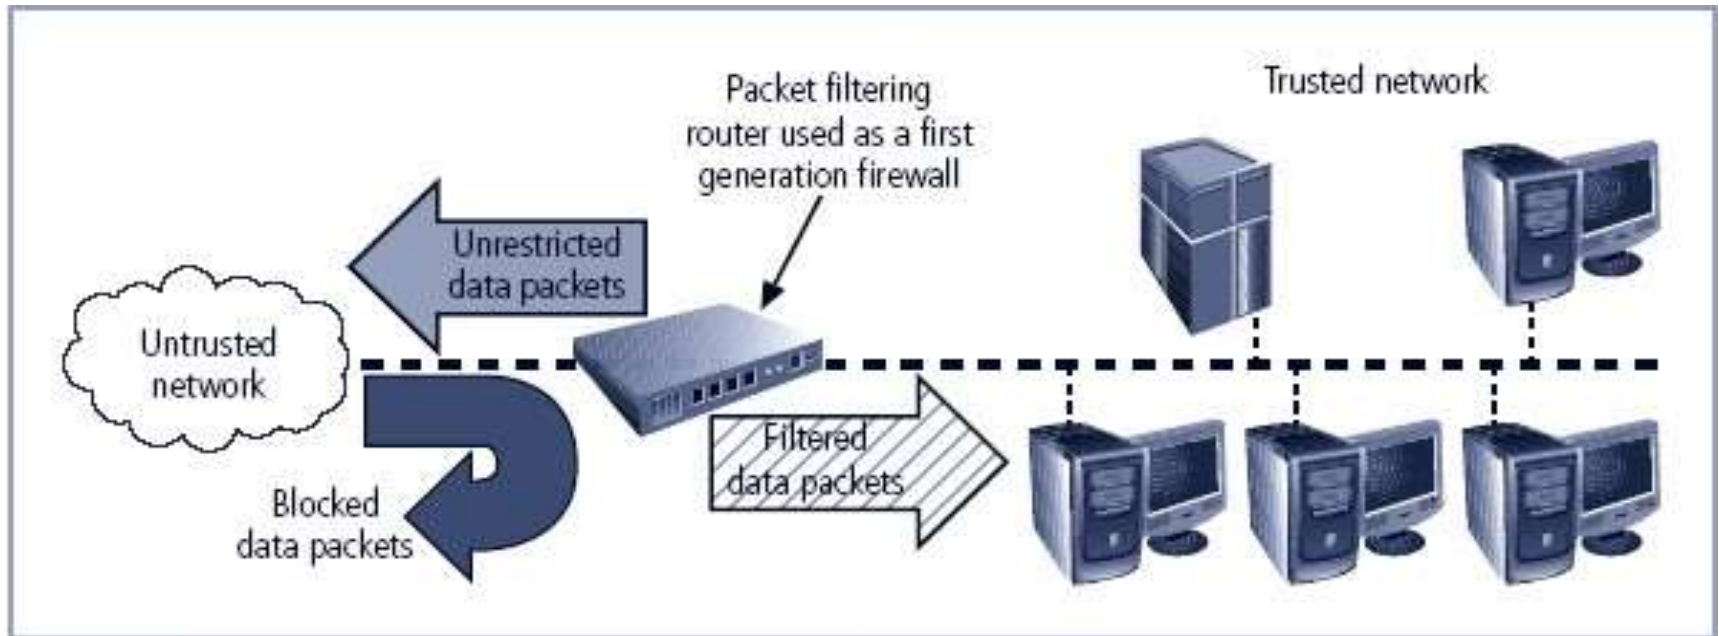 Packet filtering
router used as a first
generation firewall
Trusted network
Unrestricted
data packets
Untrusted
network
Filtered
data packets
Blocked
data packets